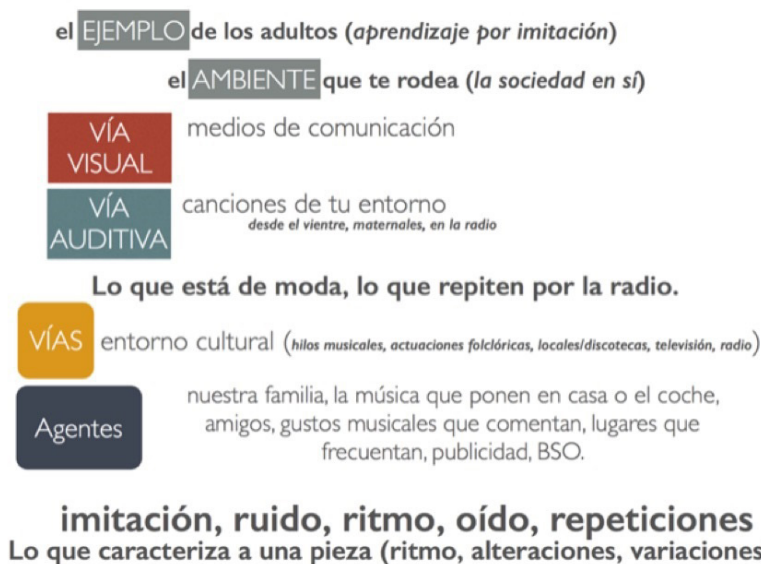 el EJEMPLO de los adultos (aprendizaje por imitación)
el AMBIENTE que te rodea (la sociedad en sí)
VÍA VISUAL
medios de comunicación
VÍA AUDITIVA
canciones de tu entorno
desde el vientre, maternales, en la radio
Lo que está de moda, lo que repiten por la radio.
VÍAS entorno cultural (hilos musicales, actuaciones folclóricas, locales/discotecas, televisión, radio)
Agentes
nuestra familia, la música que ponen en casa o el coche,
amigos, gustos musicales que comentan, lugares que
frecuentan, publicidad, BSO.
imitación, ruido, ritmo, oído, repeticiones
Lo que caracteriza a una pieza (ritmo, alteraciones, variaciones